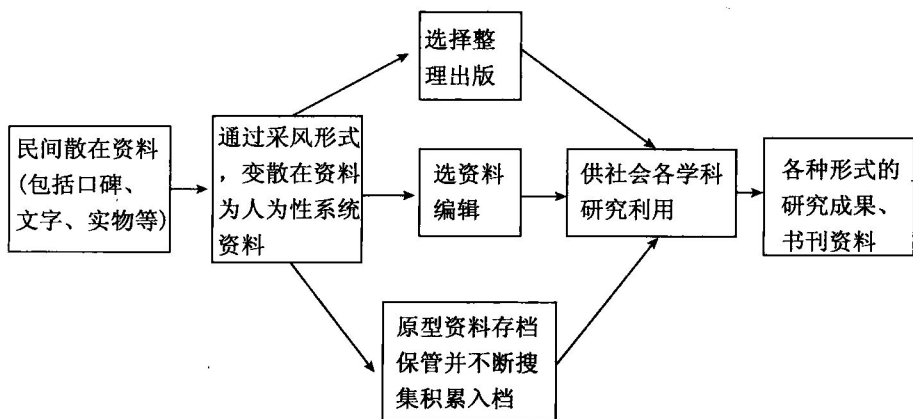 民间散在资料
(包括口碑、
文字、实物等)
通过采风形式
，变散在资料
为人为性系统
资料
选择整
理出版
选资料
编辑
原型资料存档
保管并不断搜
集积累入档
供社会各学科
研究利用
各种形式的
研究成果、
书刊资料